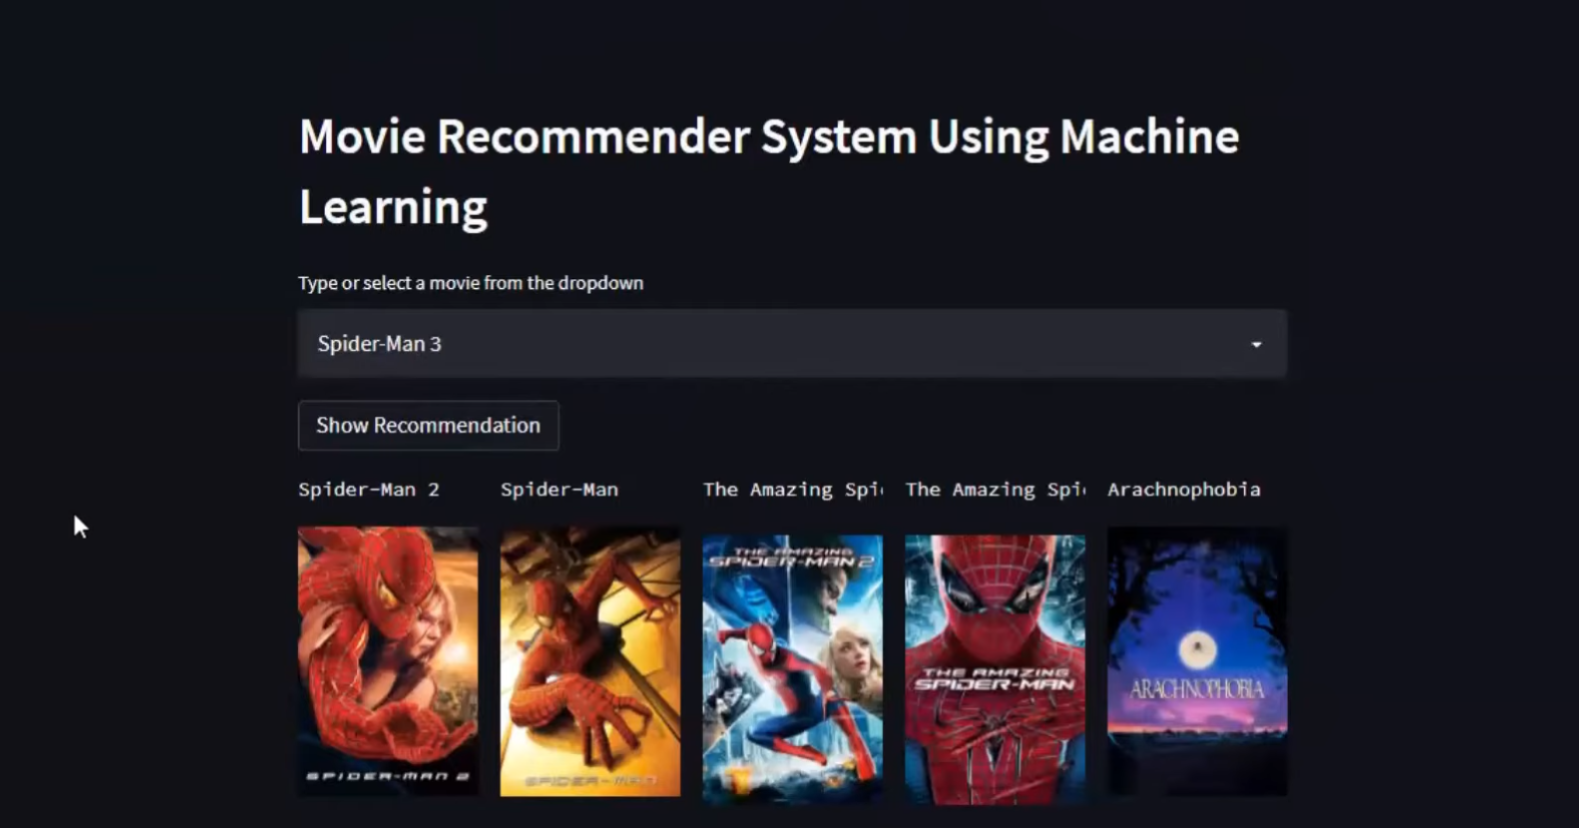 Movie Recommender System Using Machine
Learning
Type or select a movie from the dropdown
Spider-Man 3
Show Recommendation
Spider-Man 2
Spider-Man
The Amazing Spi
The Amazing Spi
Arachnophobia
SPIDER-MAN 2
SPIDER-MAN
THE AMAZING
SPIDER-MAN 2
THE AMAZING
SPIDER-MAN
ARACHNOPHOBIA